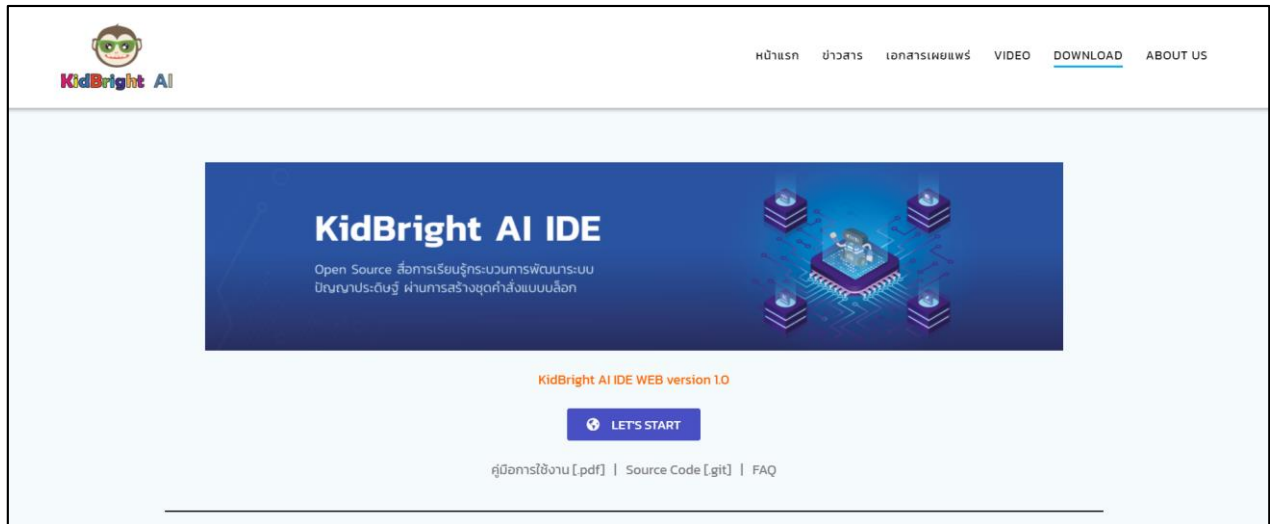 KidBright AI
หน้าแรก ข่าวสาร เอกสารเผยแพร่ VIDEO DOWNLOAD ABOUT US
KidBright AI IDE
Open Source สื่อการเรียนรู้กระบวนการพัฒนาระบบ
ปัญญาประดิษฐ์ ผ่านการสร้างชุดคำสั่งแบบบล็อก
KidBright AI IDE WEB version 1.0
LET'S START
คู่มือการใช้งาน [.pdf] | Source Code [.git] | FAQ